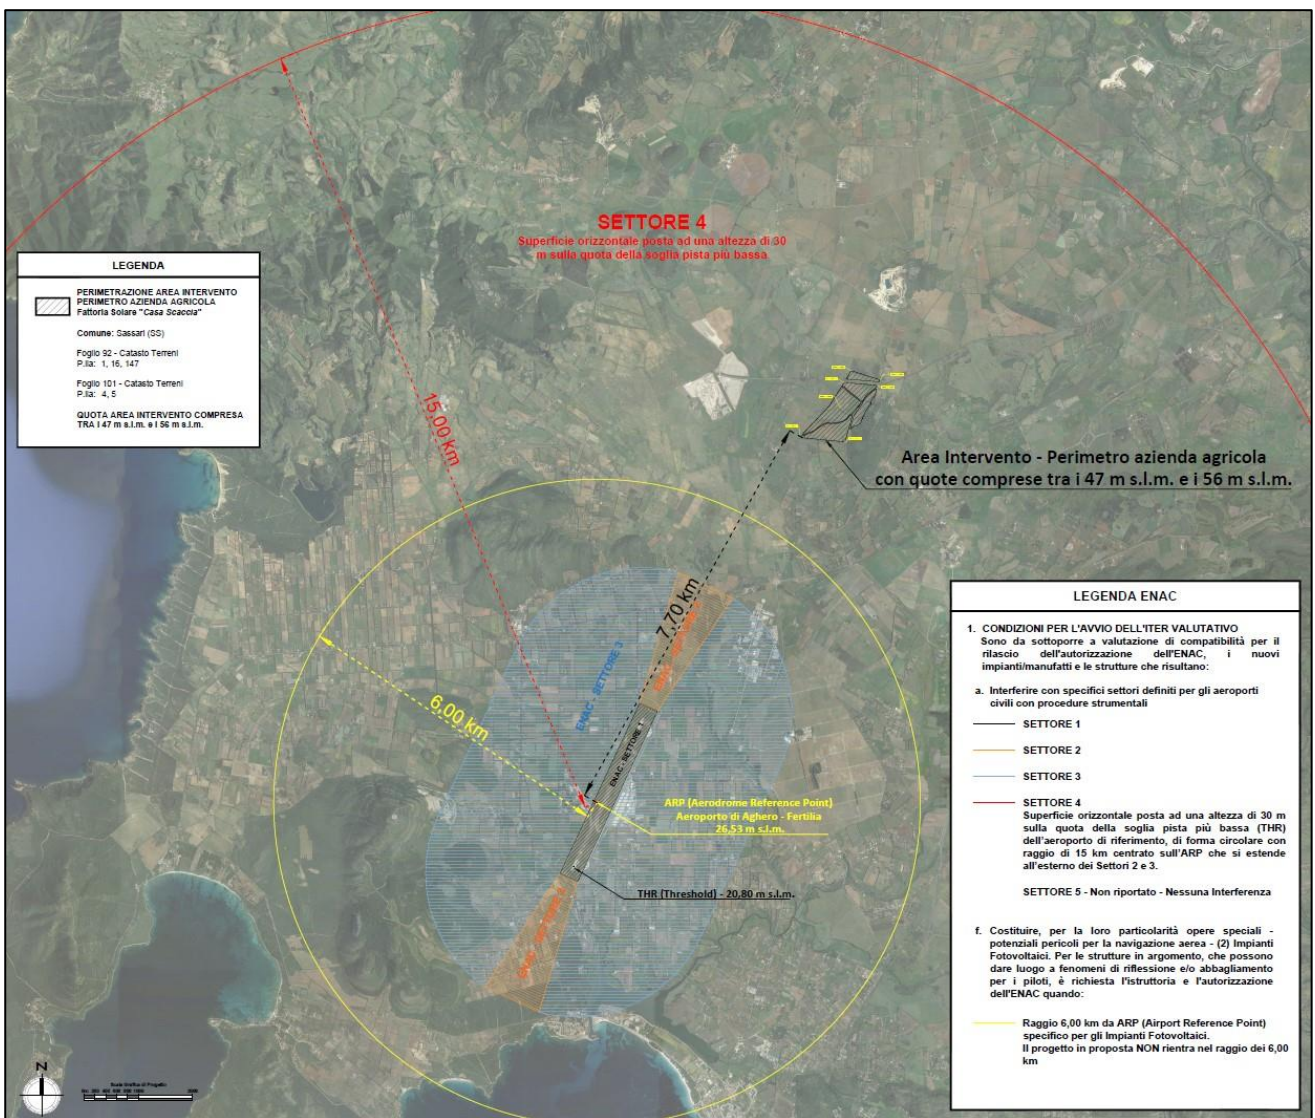 SETTORE 4
Superficie orizzontale posta ad una altezza di 30
m sulla quota della soglia pista più bassa
LEGENDA
PERIMETRAZIONE AREA INTERVENTO
PERIMETRO AZIENDA AGRICOLA
Fattoria Solare "Casa Scaccia"
Comune: Sassari (SS)
Foglio 92 - Catasto Terreni
P.lla: 1, 16, 147
Foglio 101 - Catasto Terreni
P.lla: 4, 5
QUOTA AREA INTERVENTO COMPRESA
TRA I 47 m s.l.m. e I 56 m s.l.m.
15,00 km
Area Intervento - Perimetro azienda agricola
con quote comprese tra i 47 m s.l.m. e i 56 m s.l.m.
7,70 km
6,00 km
ENAC - SETTORE 3
ENAC - SETTORE 2
ENAC - SETTORE 1
ARP (Aerodrome Reference Point)
Aeroporto di Aghero - Fertilia
26,53 m s.l.m.
THR (Threshold) - 20,80 m s.l.m.
ENAC - SETTORE 2
LEGENDA ENAC
1. CONDIZIONI PER L'AVVIO DELL'ITER VALUTATIVO
Sono da sottoporre a valutazione di compatibilità per il
rilascio dell'autorizzazione dell'ENAC, i nuovi
impianti/manufatti e le strutture che risultano:
a. Interferire con specifici settori definiti per gli aeroporti
civili con procedure strumentali
SETTORE 1
SETTORE 2
SETTORE 3
SETTORE 4
Superficie orizzontale posta ad una altezza di 30 m
sulla quota della soglia pista più bassa (THR)
dell'aeroporto di riferimento, di forma circolare con
raggio di 15 km centrato sull'ARP che si estende
all'esterno dei Settori 2 e 3.
SETTORE 5 - Non riportato - Nessuna Interferenza
f. Costituire, per la loro particolarità opere speciali -
potenziali pericoli per la navigazione aerea - (2) Impianti
Fotovoltaici. Per le strutture in argomento, che possono
dare luogo a fenomeni di riflessione e/o abbagliamento
per i piloti, è richiesta l'istruttoria e l'autorizzazione
dell'ENAC quando:
Raggio 6,00 km da ARP (Airport Reference Point)
specifico per gli Impianti Fotovoltaici.
Il progetto in proposta NON rientra nel raggio dei 6,00
km
N
Scala Grafica di Progetto